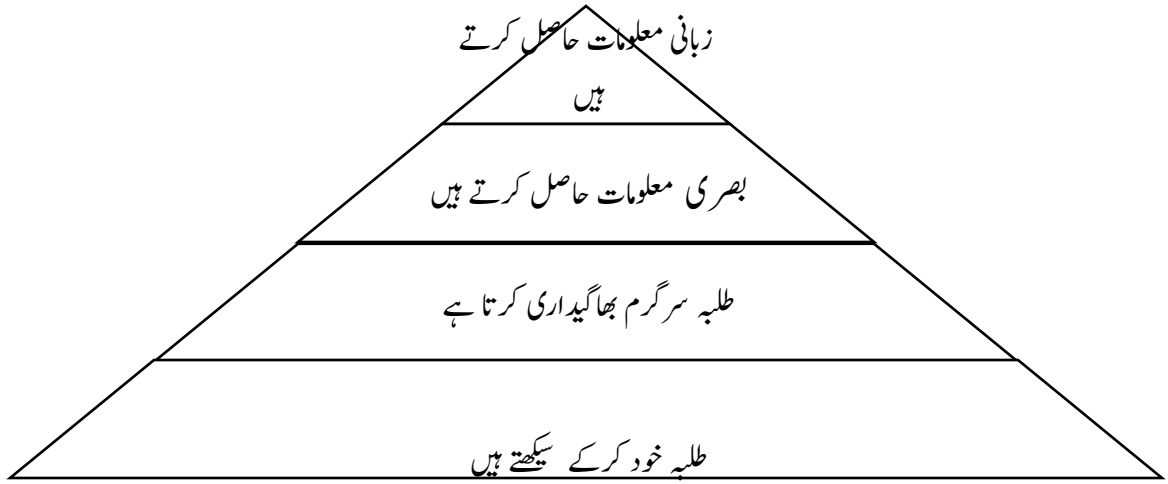 زبانی معلومات حاصل کرتے
ہیں
بصری معلومات حاصل کرتے ہیں
طلبہ سرگرم بھاگیداری کرتا ہے
طلبہ خود کرکے سیکھتے ہیں